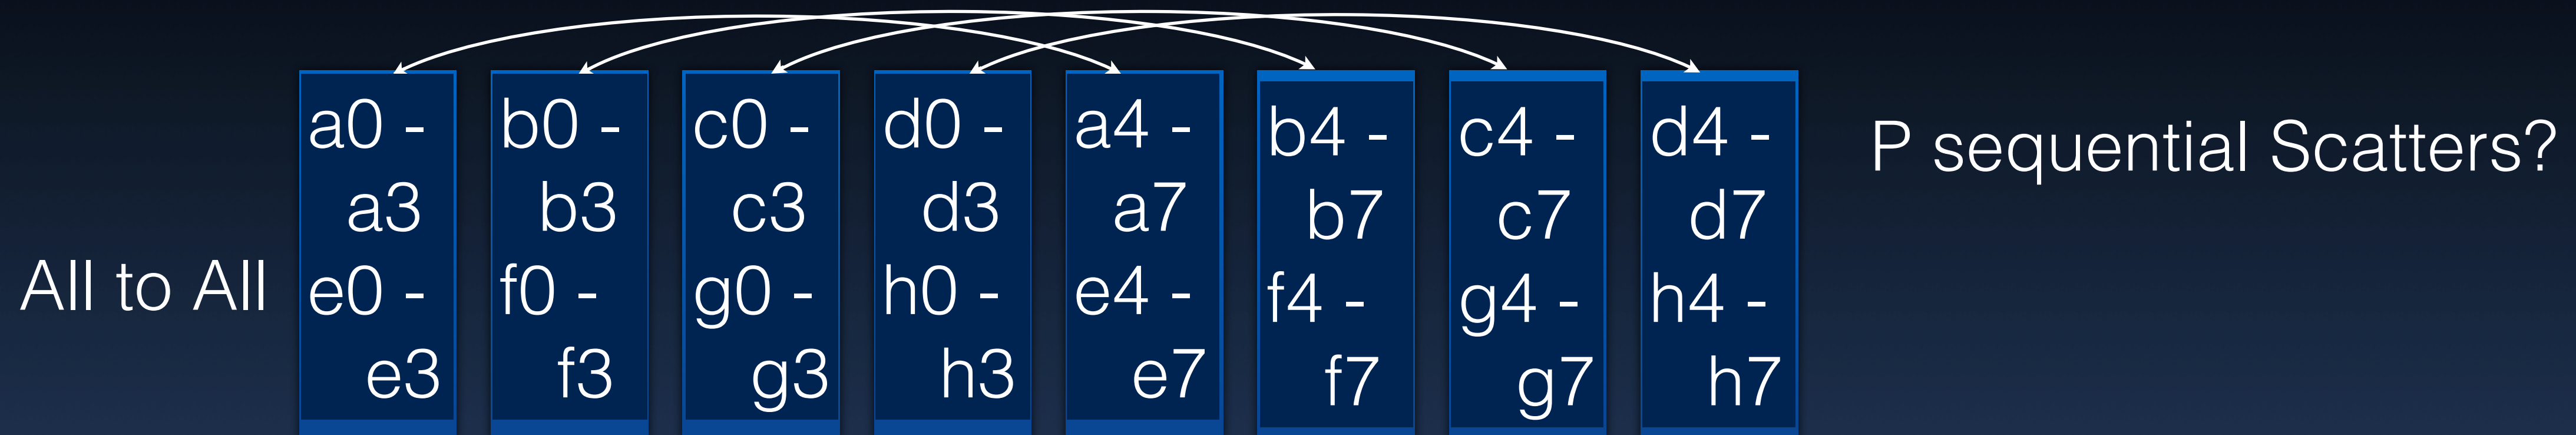 All to All
a0 -
a3
e0 -
e3
b0 -
b3
f0 -
f3
c0 -
c3
g0 -
g3
d0 -
d3
h0 -
h3
a4 -
a7
e4 -
e7
b4 -
b7
f4 -
f7
c4 -
c7
g4 -
g7
d4 -
d7
h4 -
h7
P sequential Scatters?